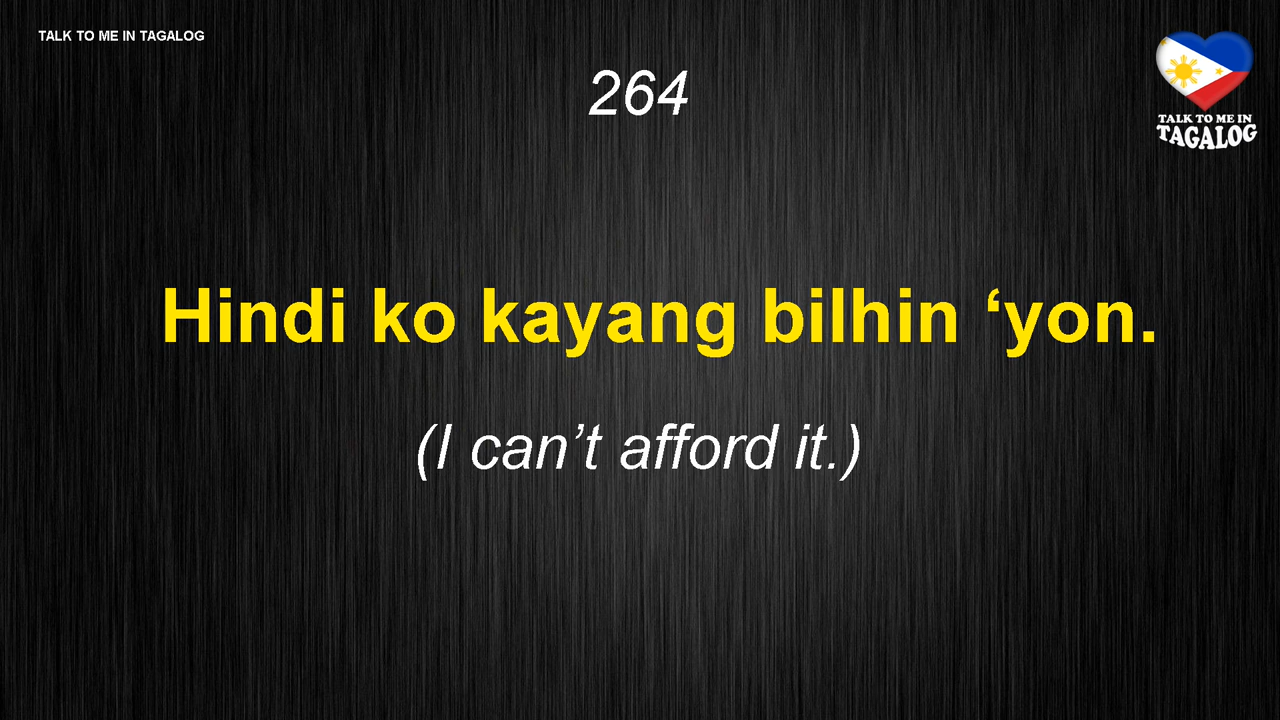 TALK TO ME IN TAGALOG
264
TALK TO ME IN
TAGALOG
Hindi ko kayang bilhin ‘yon.
(I can’t afford it.)